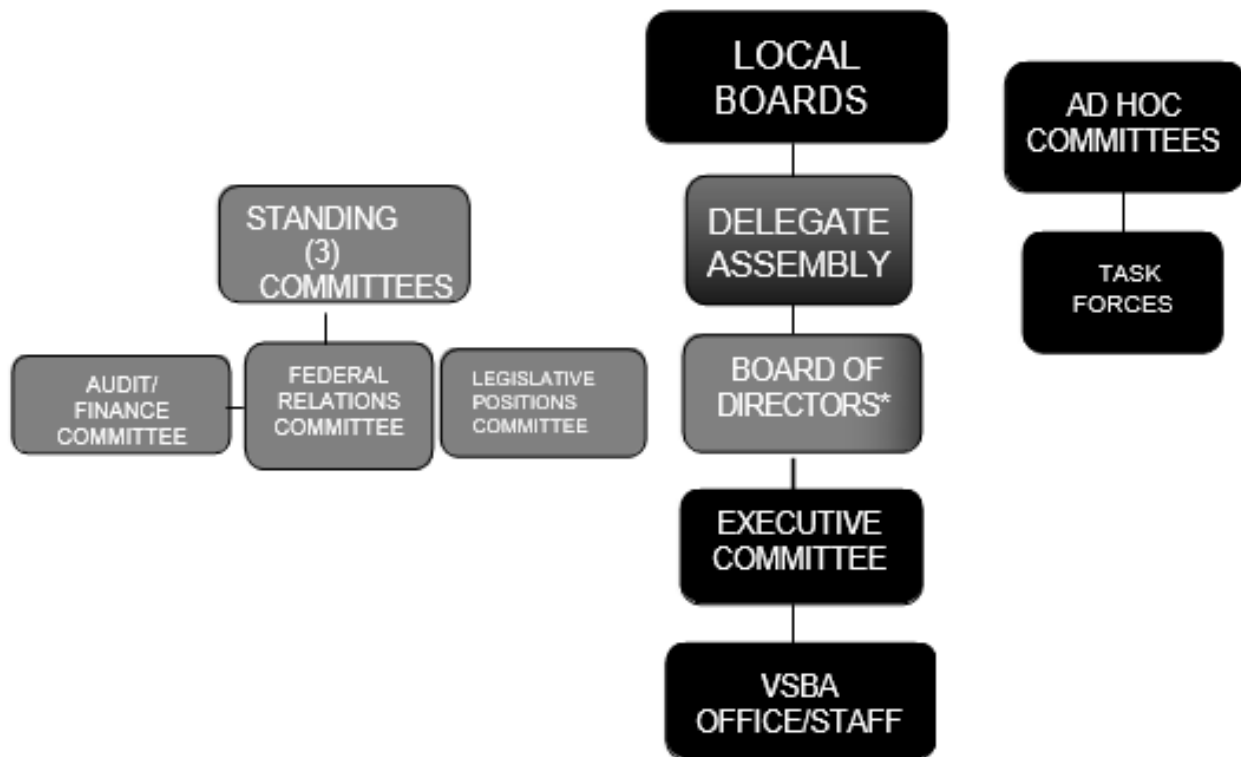 LOCAL
BOARDS
AD HOC
COMMITTEES
STANDING
(3)
COMMITTEES
DELEGATE
ASSEMBLY
TASK
FORCES
AUDIT/
FINANCE
COMMITTEE
FEDERAL
RELATIONS
COMMITTEE
LEGISLATIVE
POSITIONS
COMMITTEE
BOARD OF
DIRECTORS*
EXECUTIVE
COMMITTEE
VSBA
OFFICE/STAFF